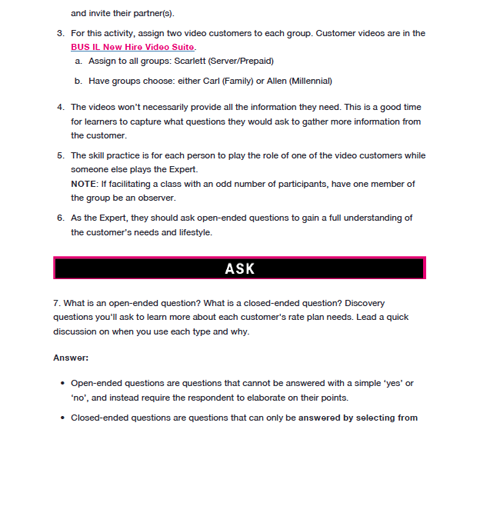 and invite their partner(s).
3. For this activity, assign two video customers to each group. Customer videos are in the
BUS IL New Hire Video Suite.
a. Assign to all groups: Scarlett (Server/Prepaid)
b. Have groups choose: either Carl (Family) or Allen (Millennial)
4. The videos won't necessarily provide all the information they need. This is a good time
for learners to capture what questions they would ask to gather more information from
the customer.
5. The skill practice is for each person to play the role of one of the video customers while
someone else plays the Expert.
NOTE: If facilitating a class with an odd number of participants, have one member of
the group be an observer.
6. As the Expert, they should ask open-ended questions to gain a full understanding of
the customer's needs and lifestyle.
ASK
7. What is an open-ended question? What is a closed-ended question? Discovery
questions you'll ask to learn more about each customer's rate plan needs. Lead a quick
discussion on when you use each type and why.
Answer:
• Open-ended questions are questions that cannot be answered with a simple 'yes' or
'no', and instead require the respondent to elaborate on their points.
• Closed-ended questions are questions that can only be answered by selecting from